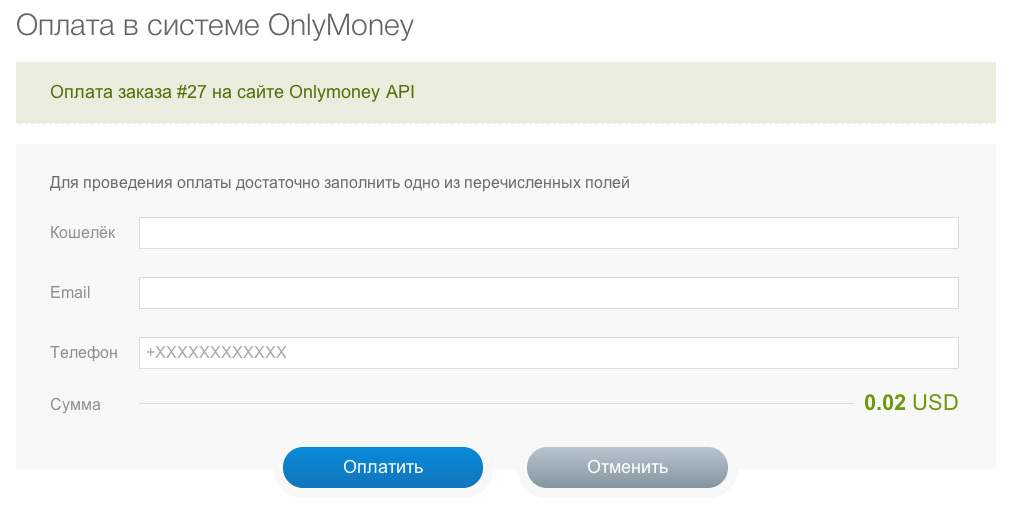 Оплата в системе OnlyMoney
Оплата заказа #27 на сайте Onlymoney API
Для проведения оплаты достаточно заполнить одно из перечисленных полей
Кошелёк
Email
Телефон +XXXXXXXXXXXX
Сумма 0.02 USD
Оплатить Отменить